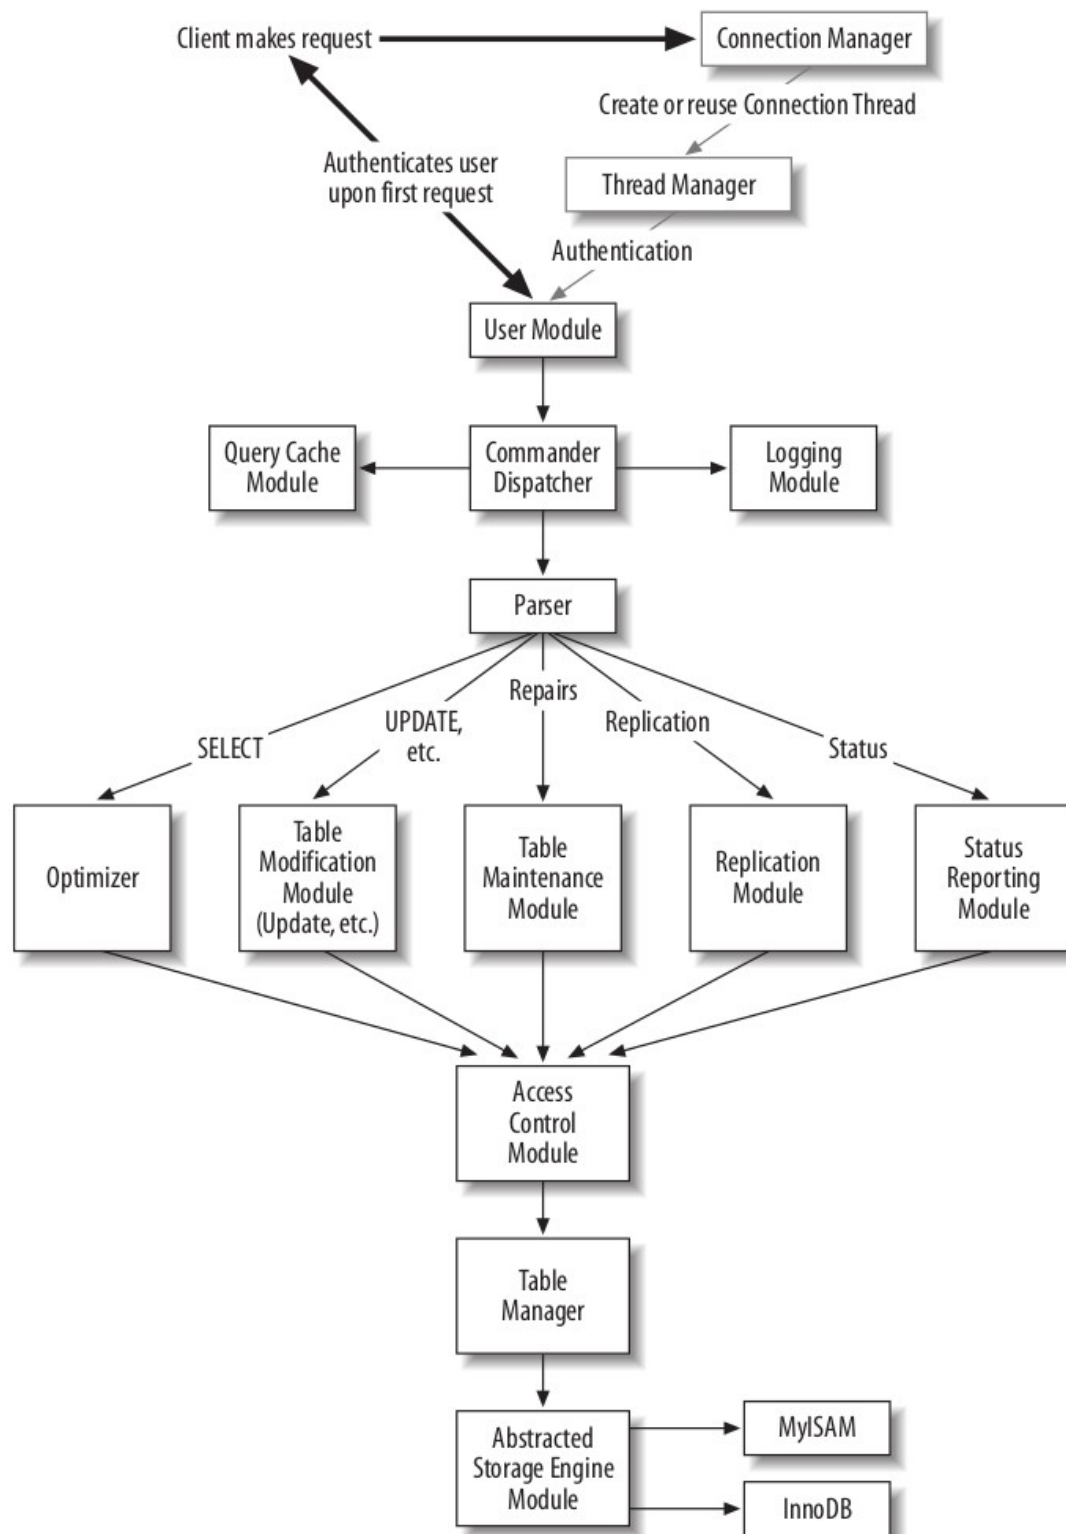 Client makes request
Connection Manager
Create or reuse Connection Thread
Authenticates user
upon first request
Thread Manager
Authentication
User Module
Query Cache
Module
Commander
Dispatcher
Logging
Module
Parser
SELECT
UPDATE,
etc.
Repairs
Replication
Status
Optimizer
Table
Modification
Module
(Update, etc.)
Table
Maintenance
Module
Replication
Module
Status
Reporting
Module
Access
Control
Module
Table
Manager
Abstracted
Storage Engine
Module
MyISAM
InnoDB